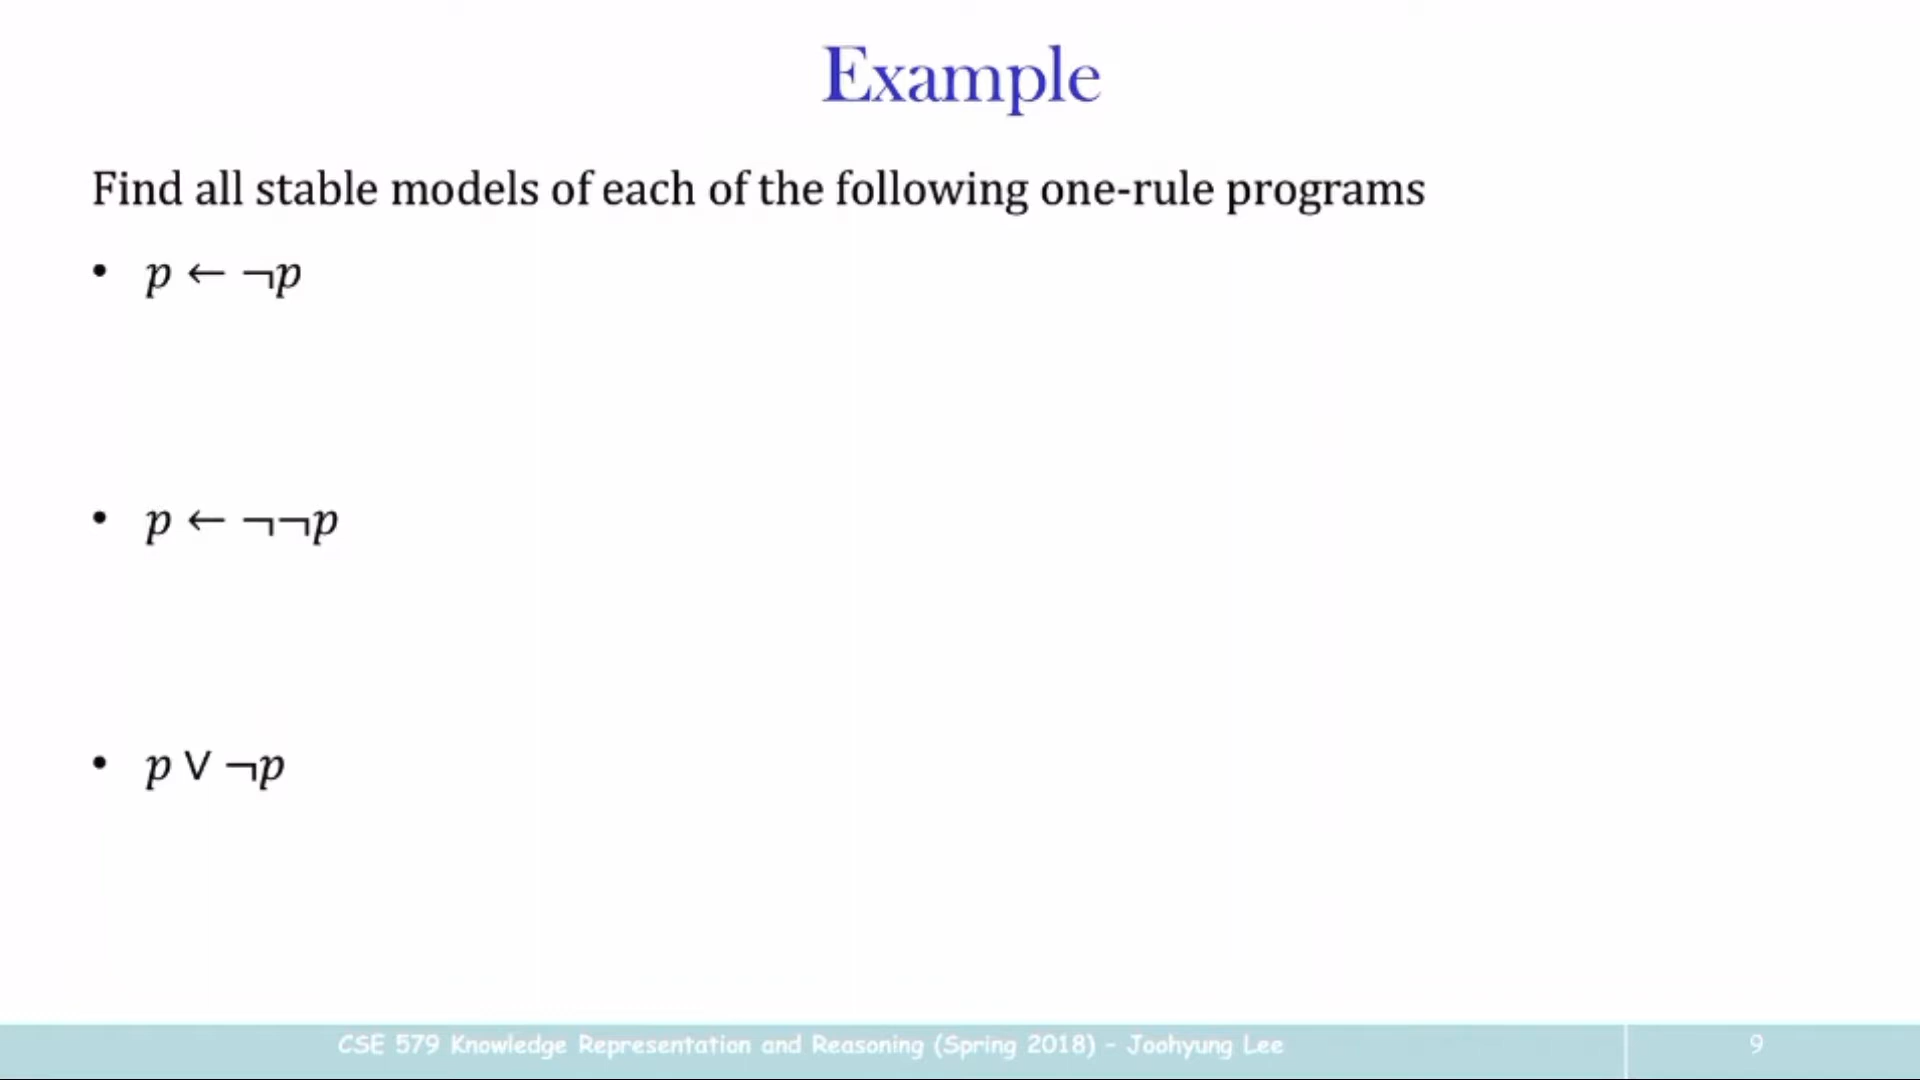 Example
Find all stable models of each of the following one-rule programs
• p ← ¬p
• p ← ¬¬p
• p ∨ ¬p
CSE 579 Knowledge Representation and Reasoning (Spring 2018) - Joohyung Lee 9